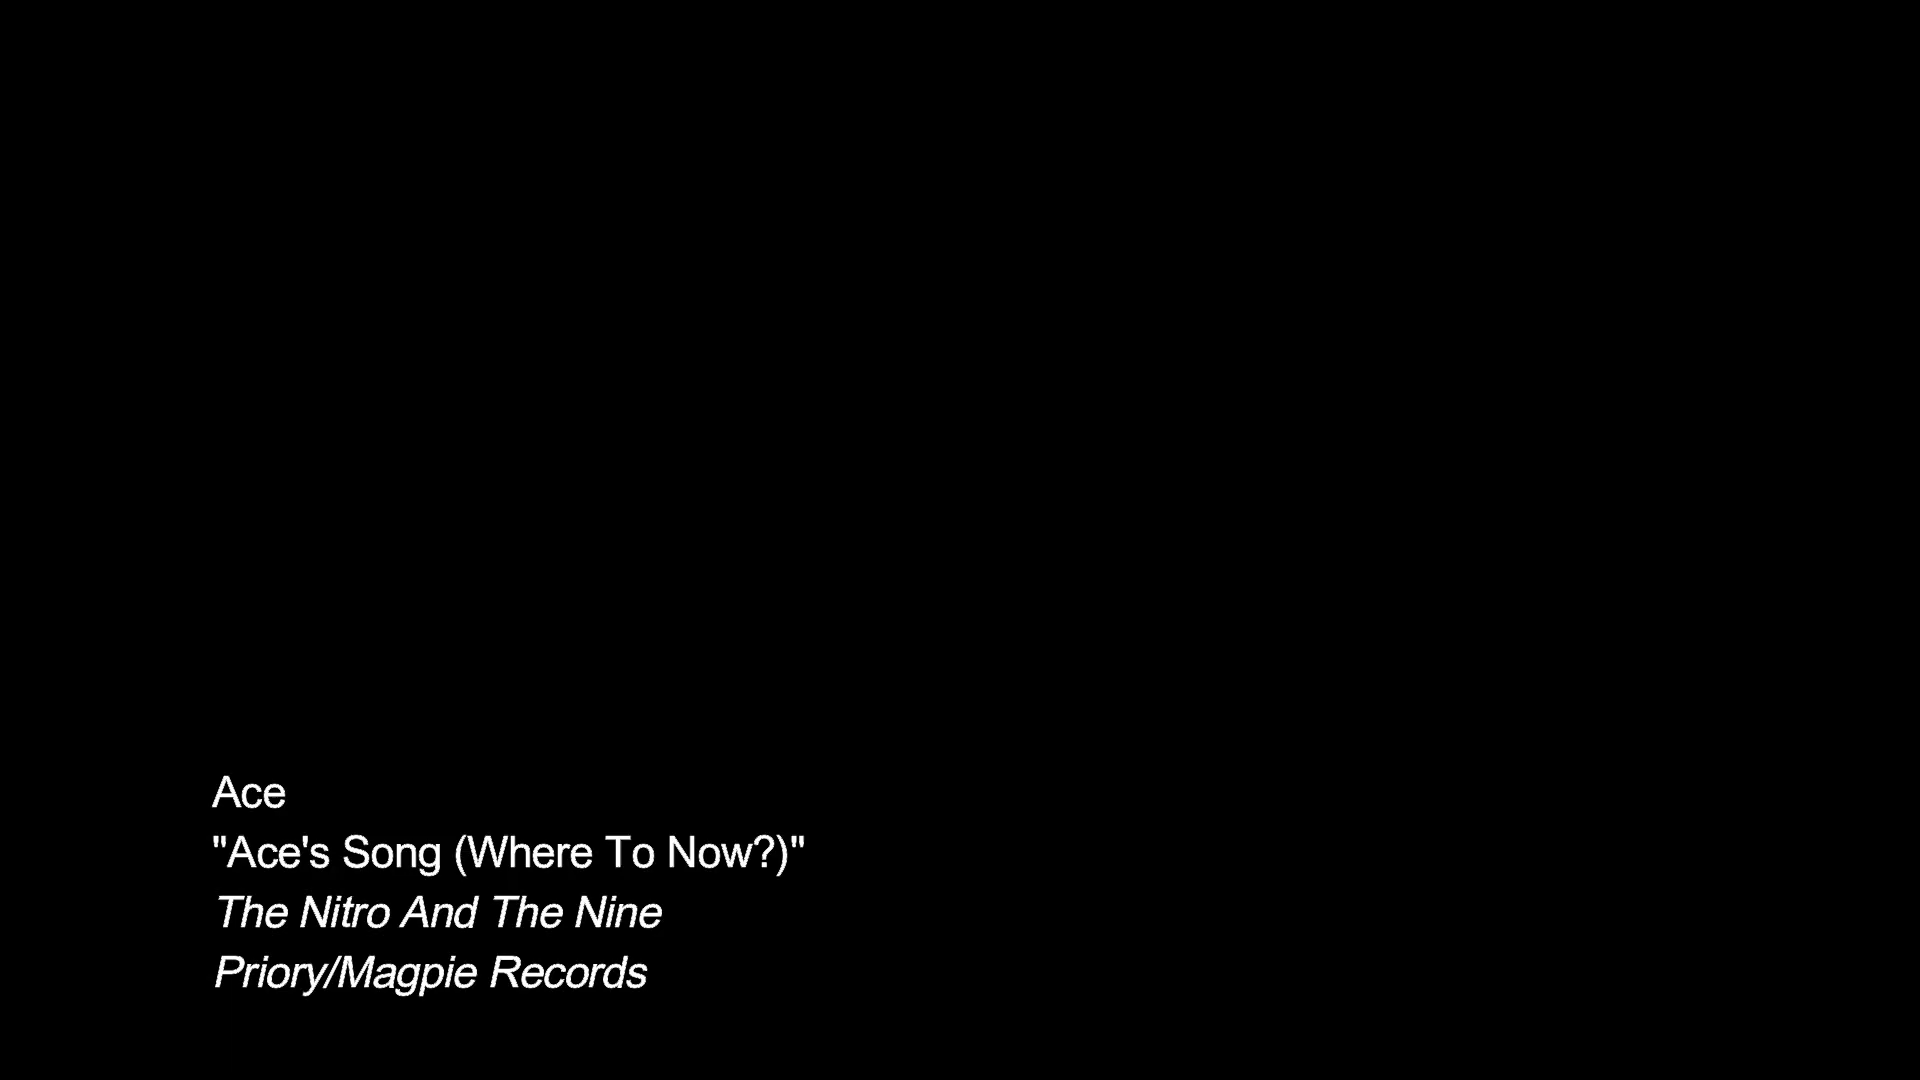 Ace
"Ace's Song (Where To Now?)"
The Nitro And The Nine
Priory/Magpie Records